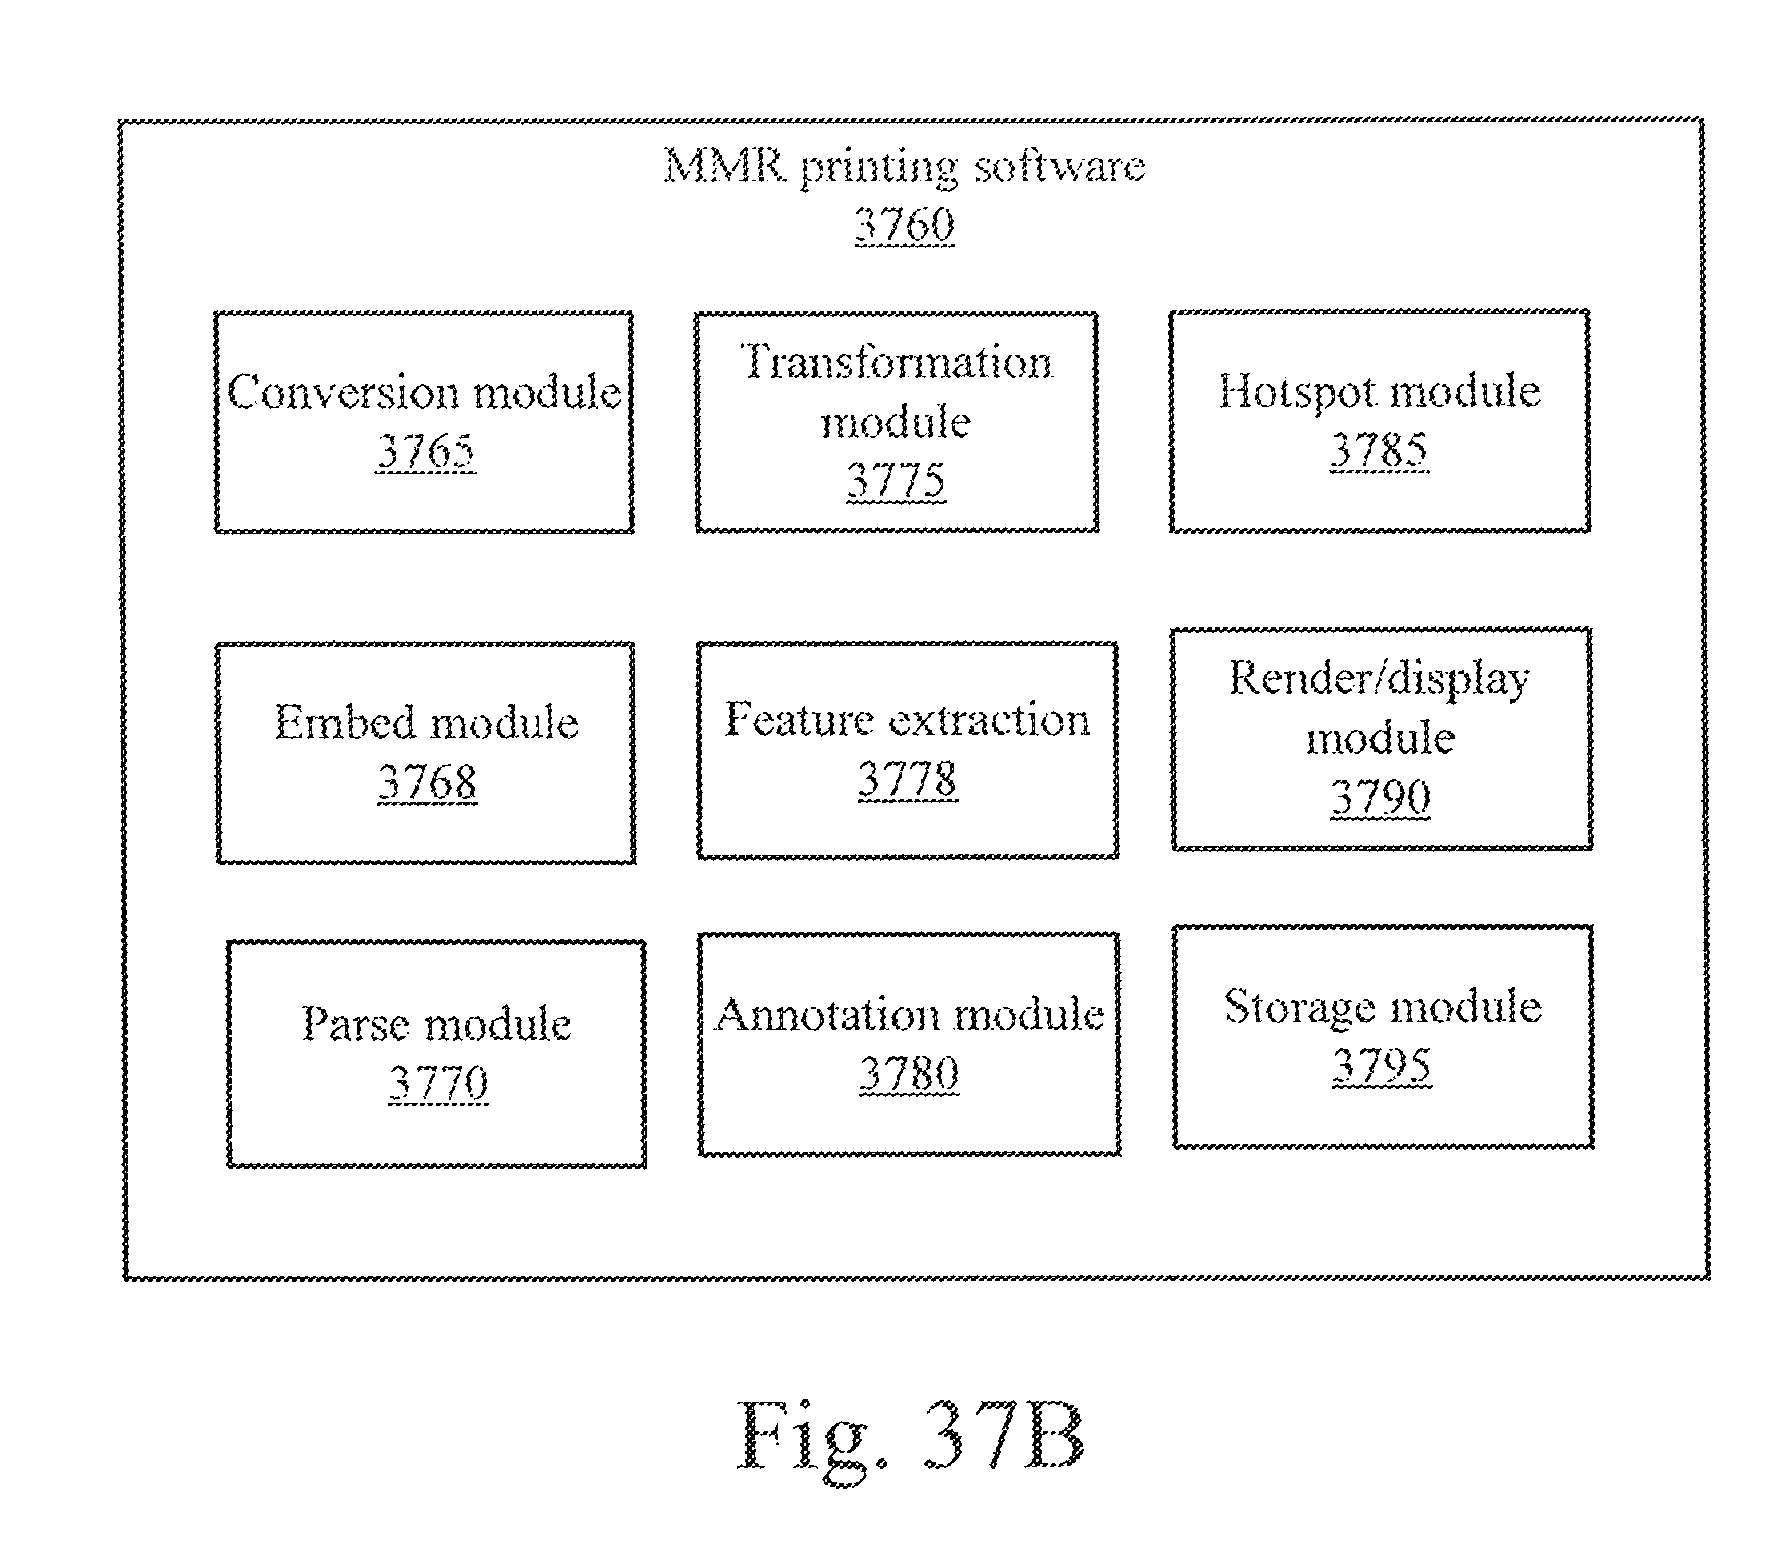 MMR printing software
3760
Conversion module
3765
Transformation
module
3775
Hotspot module
3785
Embed module
3768
Feature extraction
3778
Render/display
module
3790
Parse module
3770
Annotation module
3780
Storage module
3795
Fig. 37B